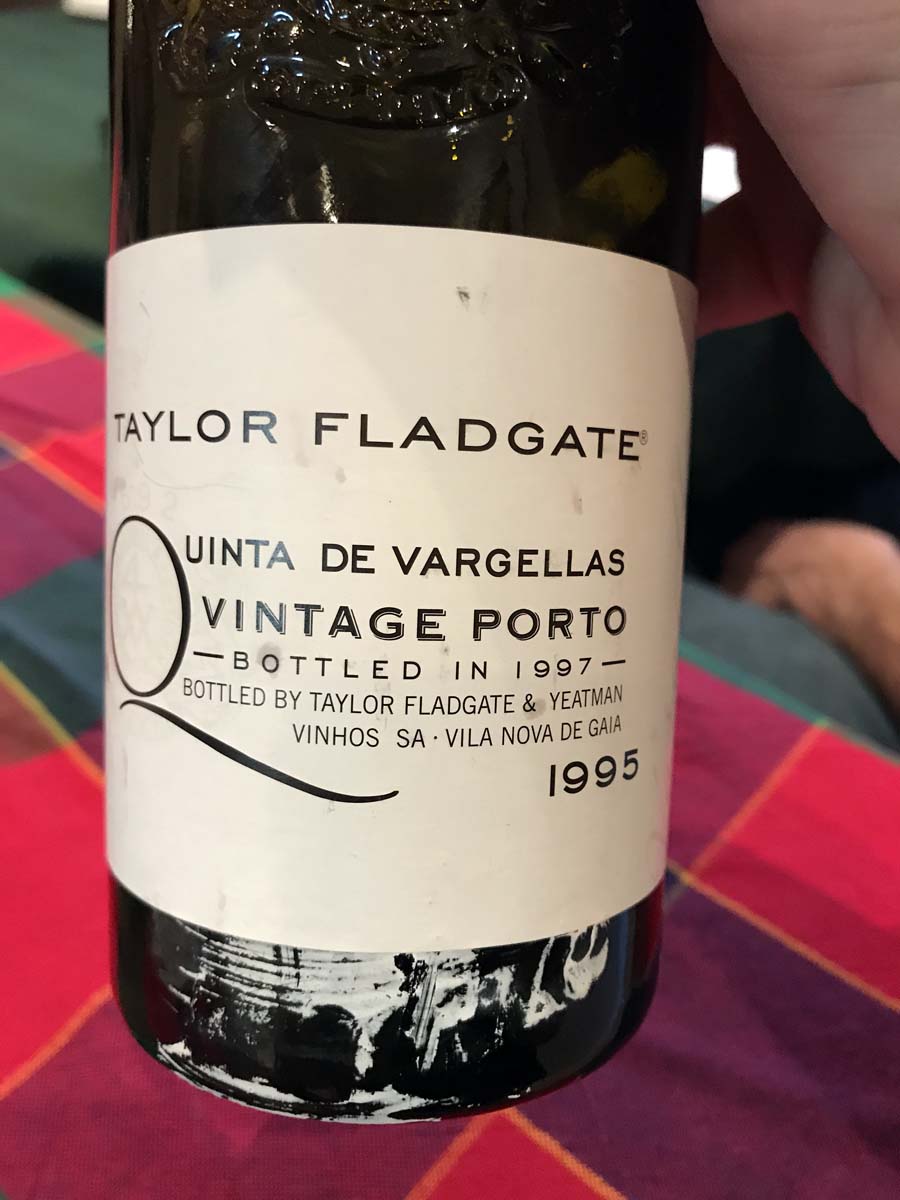 TAYLOR FLADGATE®
QUINTA DE VARGELLAS
VINTAGE PORTO
—BOTTLED IN 1997—
BOTTLED BY TAYLOR FLADGATE & YEATMAN
VINHOS SA · VILA NOVA DE GAIA
1995